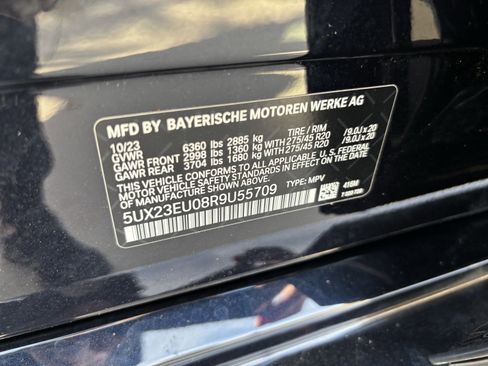 MFD BY BAYERISCHE MOTOREN WERKE AG
10/23 TIRE / RIM
GVWR 6360 lbs 2885 kg
GAWR FRONT 2998 lbs 1360 kg 275/45 R20 /9.0J x 20
GAWR REAR 3704 lbs 1680 kg 275/45 R20 /9.0J x 20
THIS VEHICLE CONFORMS TO ALL APPLICABLE U.S. FEDERAL
MOTOR VEHICLE SAFETY STANDARDS IN EFFECT ON THE DATE
OF MANUFACTURE SHOWN ABOVE.
5UX23EU08R9U55709 TYPE: MPV